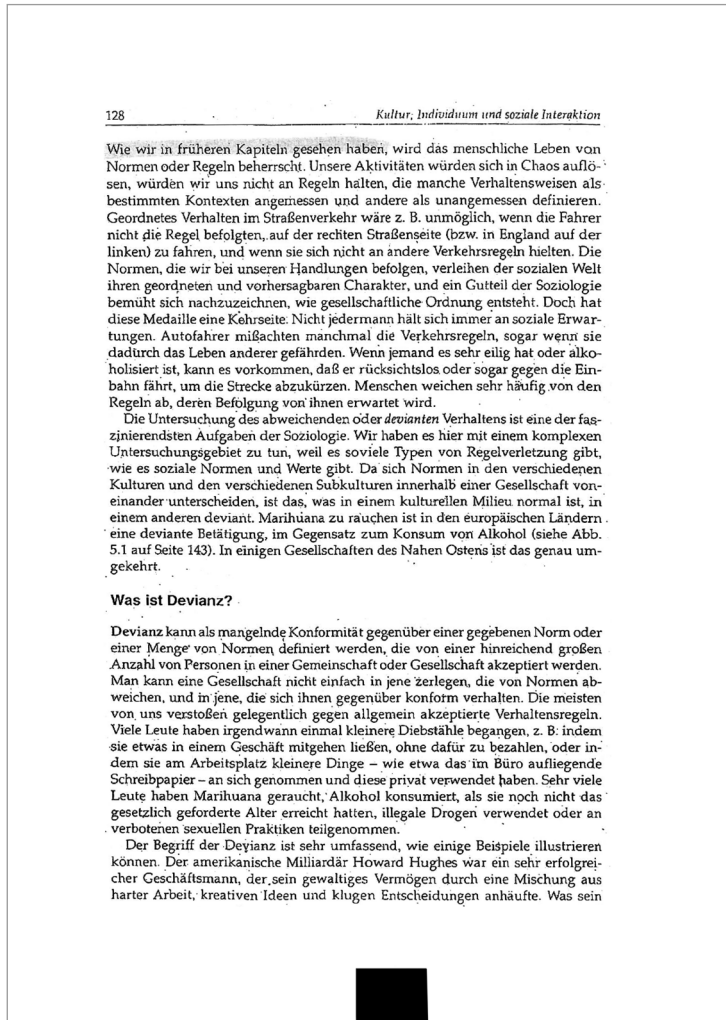 128
Kultur, Individuum und soziale Interaktion
Wie wir in früheren Kapiteln gesehen haben, wird das menschliche Leben von
Normen oder Regeln beherrscht. Unsere Aktivitäten würden sich in Chaos auflö-
sen, würden wir uns nicht an Regeln halten, die manche Verhaltensweisen als
bestimmten Kontexten angemessen und andere als unangemessen definieren.
Geordnetes Verhalten im Straßenverkehr wäre z. B. unmöglich, wenn die Fahrer
nicht die Regel befolgten, auf der rechten Straßenseite (bzw. in England auf der
linken) zu fahren, und wenn sie sich nicht an andere Verkehrsregeln hielten. Die
Normen, die wir bei unseren Handlungen befolgen, verleihen der sozialen Welt
ihren geordneten und vorhersagbaren Charakter, und ein Gutteil der Soziologie
bemüht sich nachzuzeichnen, wie gesellschaftliche Ordnung entsteht. Doch hat
diese Medaille eine Kehrseite: Nicht jedermann hält sich immer an soziale Erwar-
tungen. Autofahrer mißachten manchmal die Verkehrsregeln, sogar wenn sie
dadurch das Leben anderer gefährden. Wenn jemand es sehr eilig hat oder alko-
holisiert ist, kann es vorkommen, daß er rücksichtslos oder sogar gegen die Ein-
bahn fährt, um die Strecke abzukürzen. Menschen weichen sehr häufig von den
Regeln ab, deren Befolgung von ihnen erwartet wird.
Die Untersuchung des abweichenden oder devianten Verhaltens ist eine der fas-
zinierendsten Aufgaben der Soziologie. Wir haben es hier mit einem komplexen
Untersuchungsgebiet zu tun, weil es soviele Typen von Regelverletzung gibt,
wie es soziale Normen und Werte gibt. Da sich Normen in den verschiedenen
Kulturen und den verschiedenen Subkulturen innerhalb einer Gesellschaft von-
einander unterscheiden, ist das, was in einem kulturellen Milieu normal ist, in
einem anderen deviant. Marihuana zu rauchen ist in den europäischen Ländern
eine deviante Betätigung, im Gegensatz zum Konsum von Alkohol (siehe Abb.
5.1 auf Seite 143). In einigen Gesellschaften des Nahen Ostens ist das genau um-
gekehrt.
Was ist Devianz?
Devianz kann als mangelnde Konformität gegenüber einer gegebenen Norm oder
einer Menge von Normen definiert werden, die von einer hinreichend großen
Anzahl von Personen in einer Gemeinschaft oder Gesellschaft akzeptiert werden.
Man kann eine Gesellschaft nicht einfach in jene zerlegen, die von Normen ab-
weichen, und in jene, die sich ihnen gegenüber konform verhalten. Die meisten
von uns verstoßen gelegentlich gegen allgemein akzeptierte Verhaltensregeln.
Viele Leute haben irgendwann einmal kleinere Diebstähle begangen, z. B. indem
sie etwas in einem Geschäft mitgehen ließen, ohne dafür zu bezahlen, oder in-
dem sie am Arbeitsplatz kleinere Dinge – wie etwa das im Büro aufliegende
Schreibpapier – an sich genommen und diese privat verwendet haben. Sehr viele
Leute haben Marihuana geraucht, Alkohol konsumiert, als sie noch nicht das
gesetzlich geforderte Alter erreicht hatten, illegale Drogen verwendet oder an
verbotenen sexuellen Praktiken teilgenommen.
Der Begriff der Devianz ist sehr umfassend, wie einige Beispiele illustrieren
können. Der amerikanische Milliardär Howard Hughes war ein sehr erfolgrei-
cher Geschäftsmann, der sein gewaltiges Vermögen durch eine Mischung aus
harter Arbeit, kreativen Ideen und klugen Entscheidungen anhäufte. Was sein